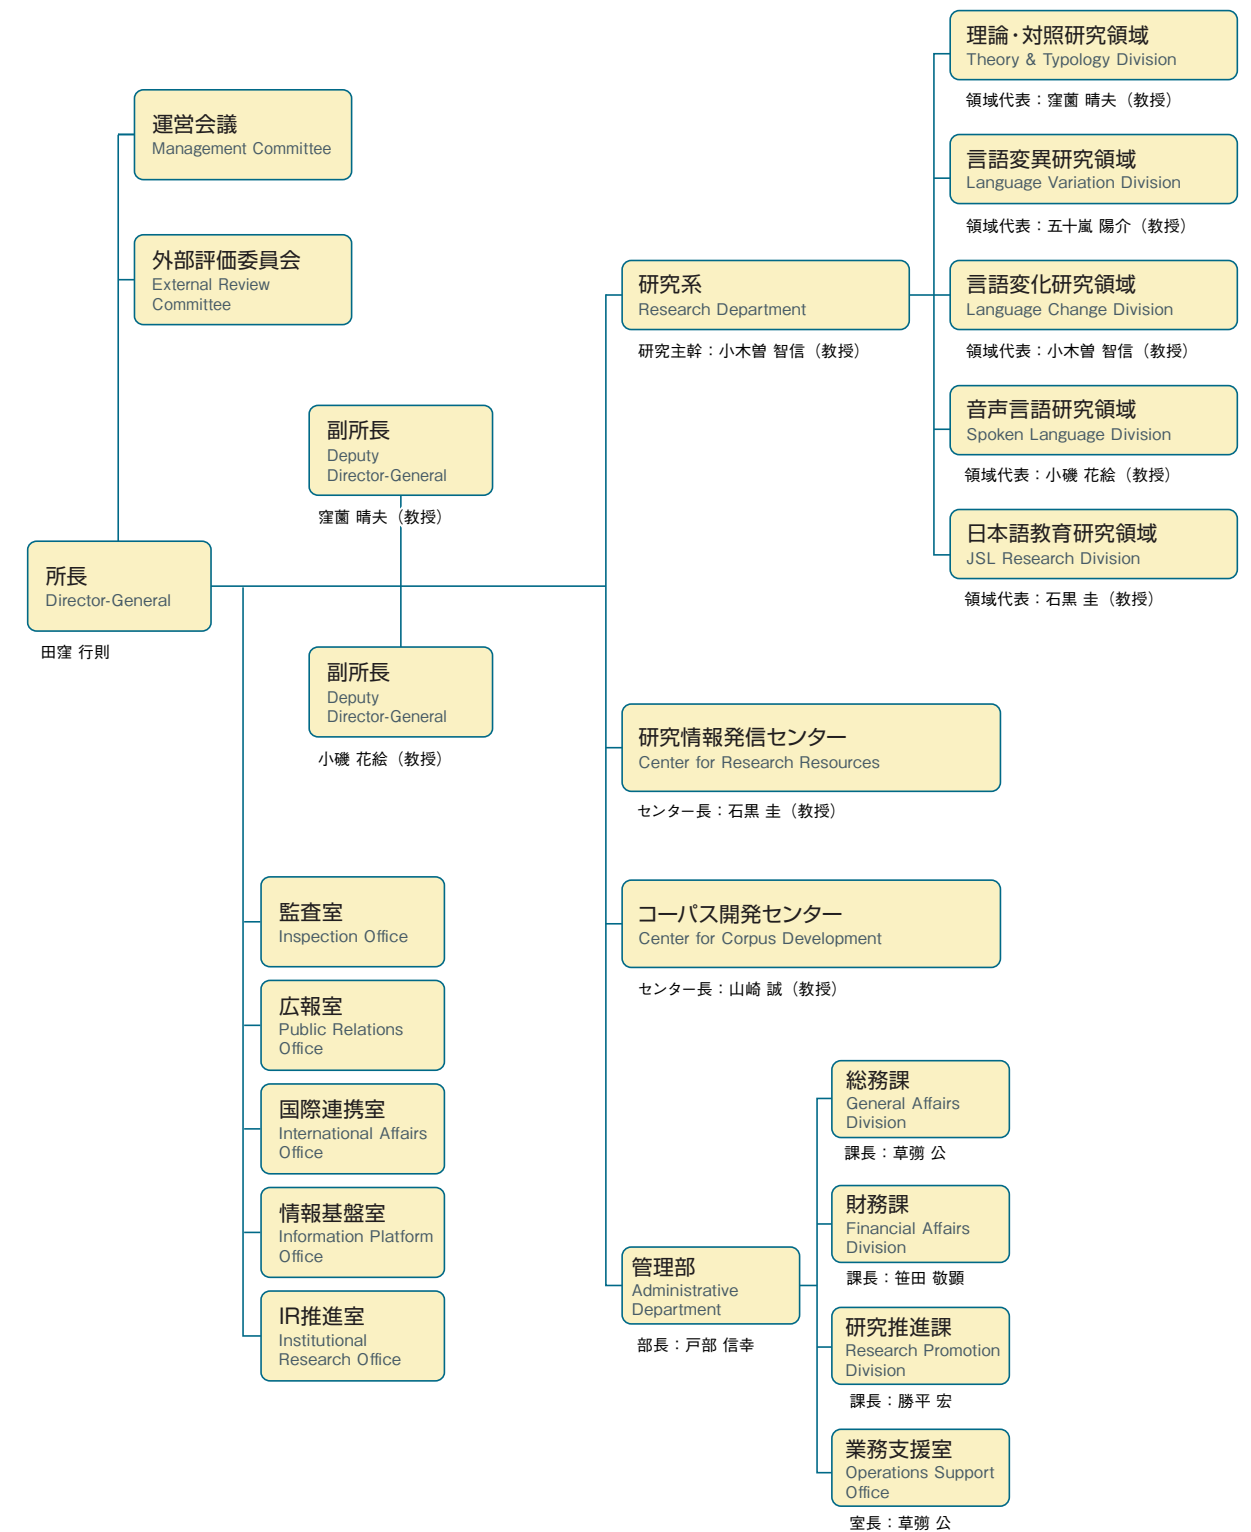 運営会議
Management Committee
外部評価委員会
External Review
Committee
副所長
Deputy
Director-General
窪薗 晴夫（教授）
所長
Director-General
田窪 行則
副所長
Deputy
Director-General
小磯 花絵（教授）
監査室
Inspection Office
広報室
Public Relations
Office
国際連携室
International Affairs
Office
情報基盤室
Information Platform
Office
IR推進室
Institutional
Research Office
研究系
Research Department
研究主幹：小木曽 智信（教授）
理論・対照研究領域
Theory & Typology Division
領域代表：窪薗 晴夫（教授）
言語変異研究領域
Language Variation Division
領域代表：五十嵐 陽介（教授）
言語変化研究領域
Language Change Division
領域代表：小木曽 智信（教授）
音声言語研究領域
Spoken Language Division
領域代表：小磯 花絵（教授）
日本語教育研究領域
JSL Research Division
領域代表：石黒 圭（教授）
研究情報発信センター
Center for Research Resources
センター長：石黒 圭（教授）
コーパス開発センター
Center for Corpus Development
センター長：山崎 誠（教授）
管理部
Administrative
Department
部長：戸部 信幸
総務課
General Affairs
Division
課長：草彅 公
財務課
Financial Affairs
Division
課長：笹田 敬顕
研究推進課
Research Promotion
Division
課長：勝平 宏
業務支援室
Operations Support
Office
室長：草彅 公